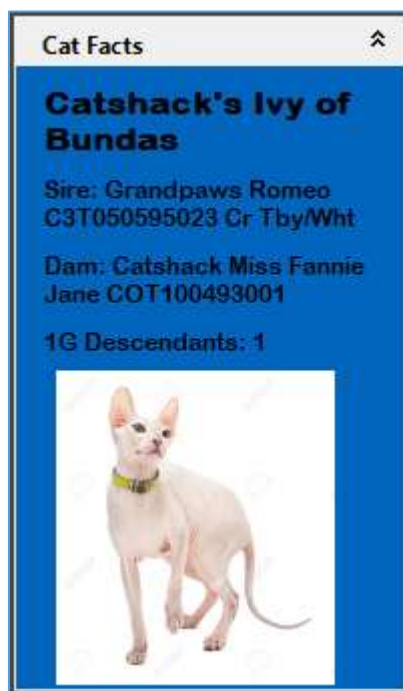 Cat Facts
Catshack's Ivy of
Bundas
Sire: Grandpaws Romeo
C3T050595023 Cr Tby/Wht
Dam: Catshack Miss Fannie
Jane COT100493001
1G Descendants: 1